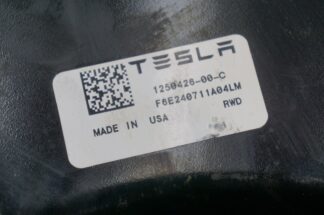 TESLA
1250426-00-C
F6E240711A04LM
MADE IN USA RWD